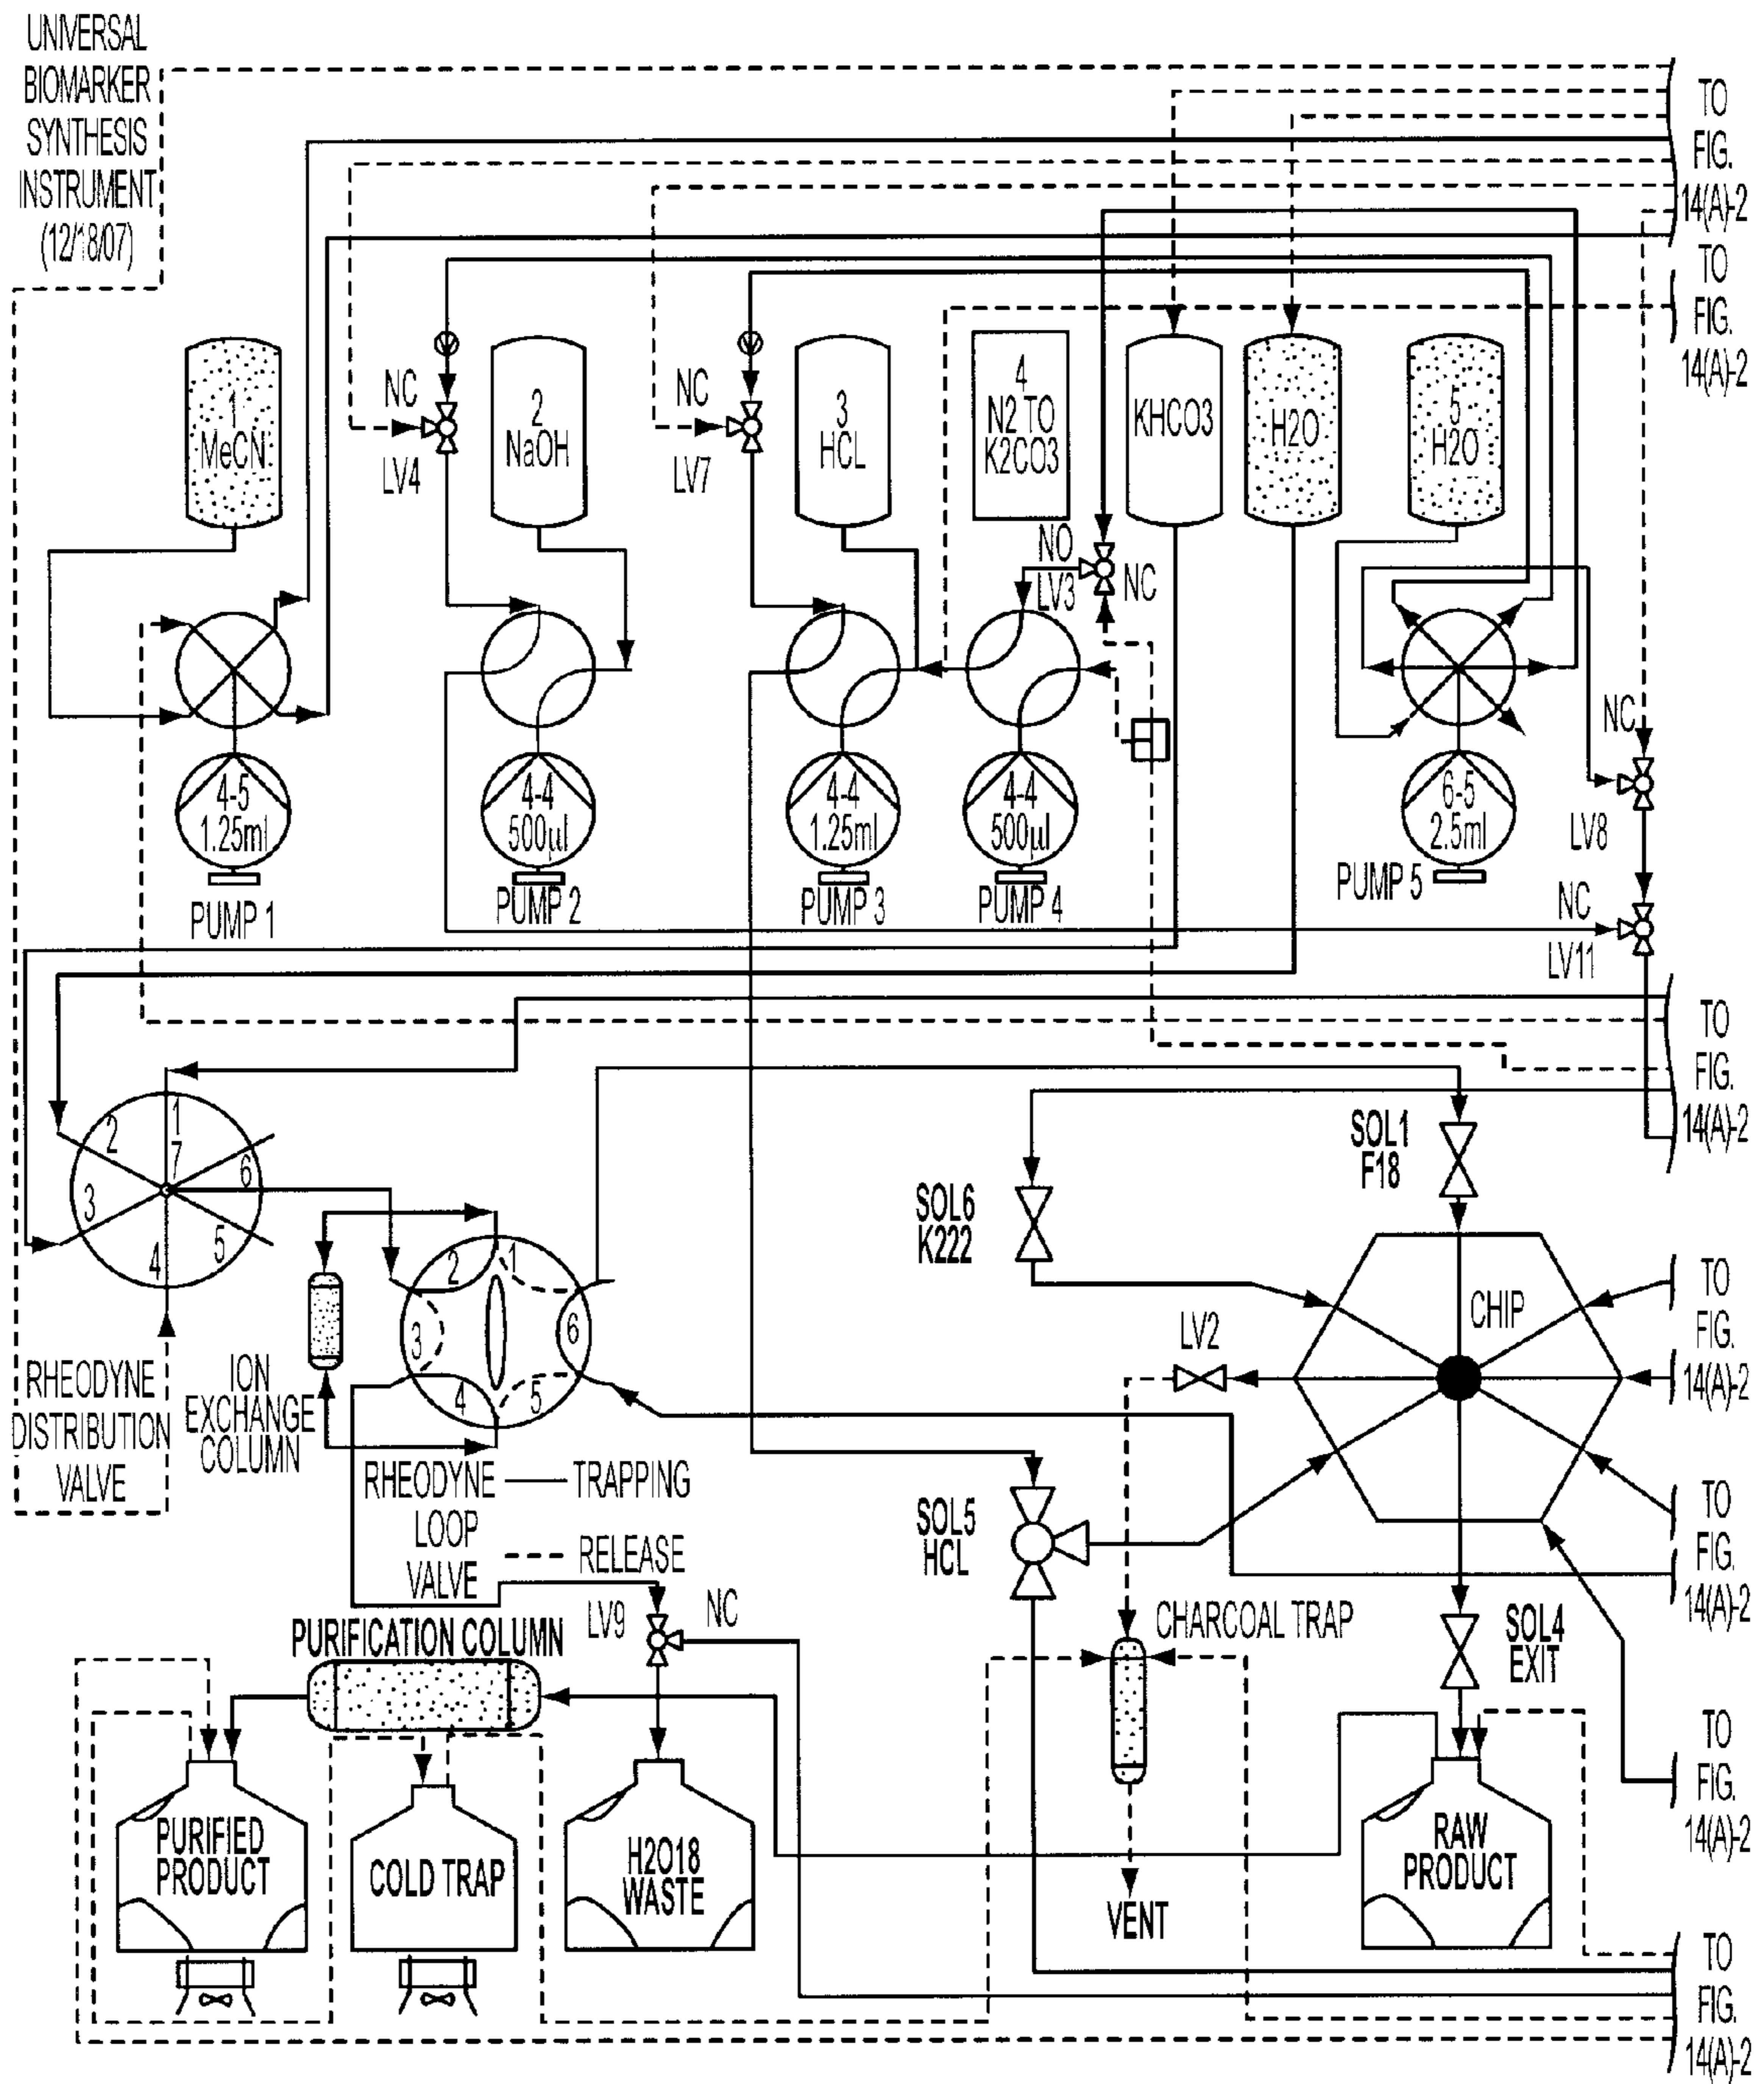 UNIVERSAL
BIOMARKER
SYNTHESIS
INSTRUMENT
(12/18/07)
TO
FIG.
14(A)-2
TO
FIG.
14(A)-2
1
MeCN
NC
LV4
2
NaOH
NC
LV7
3
HCL
4
N2 TO
K2CO3
KHCO3
H2O
5
H2O
NO
LV3
NC
4-5
1.25ml
PUMP 1
4-4
500µl
PUMP 2
4-4
1.25ml
PUMP 3
4-4
500µl
PUMP 4
6-5
2.5ml
PUMP 5
NC
LV8
NC
LV11
TO
FIG.
14(A)-2
1
2
3
4
5
6
7
RHEODYNE
DISTRIBUTION
VALVE
ION
EXCHANGE
COLUMN
1
2
3
4
5
6
RHEODYNE
LOOP
VALVE
TRAPPING
RELEASE
SOL1
F18
SOL6
K222
LV2
CHIP
TO
FIG.
14(A)-2
SOL5
HCL
TO
FIG.
14(A)-2
LV9
NC
PURIFICATION COLUMN
CHARCOAL TRAP
SOL4
EXIT
TO
FIG.
14(A)-2
PURIFIED
PRODUCT
COLD TRAP
H2O18
WASTE
VENT
RAW
PRODUCT
TO
FIG.
14(A)-2